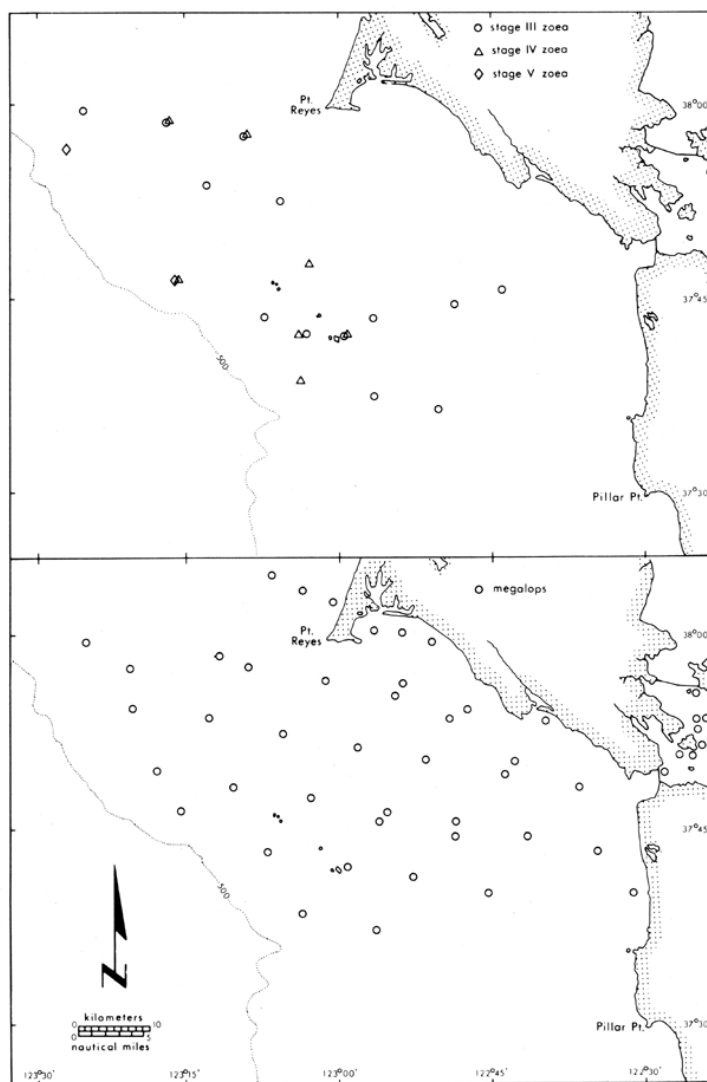 stage III zoea
stage IV zoea
stage V zoea
Pt.
Reyes
38°00
37°45
500
Pillar Pt.
37°30
megalops
Pt.
Reyes
38°00
37°45
500
kilometers
0 10
0 5
nautical miles
Pillar Pt.
37°30
123°30 123°15 123°00 122°45 122°30